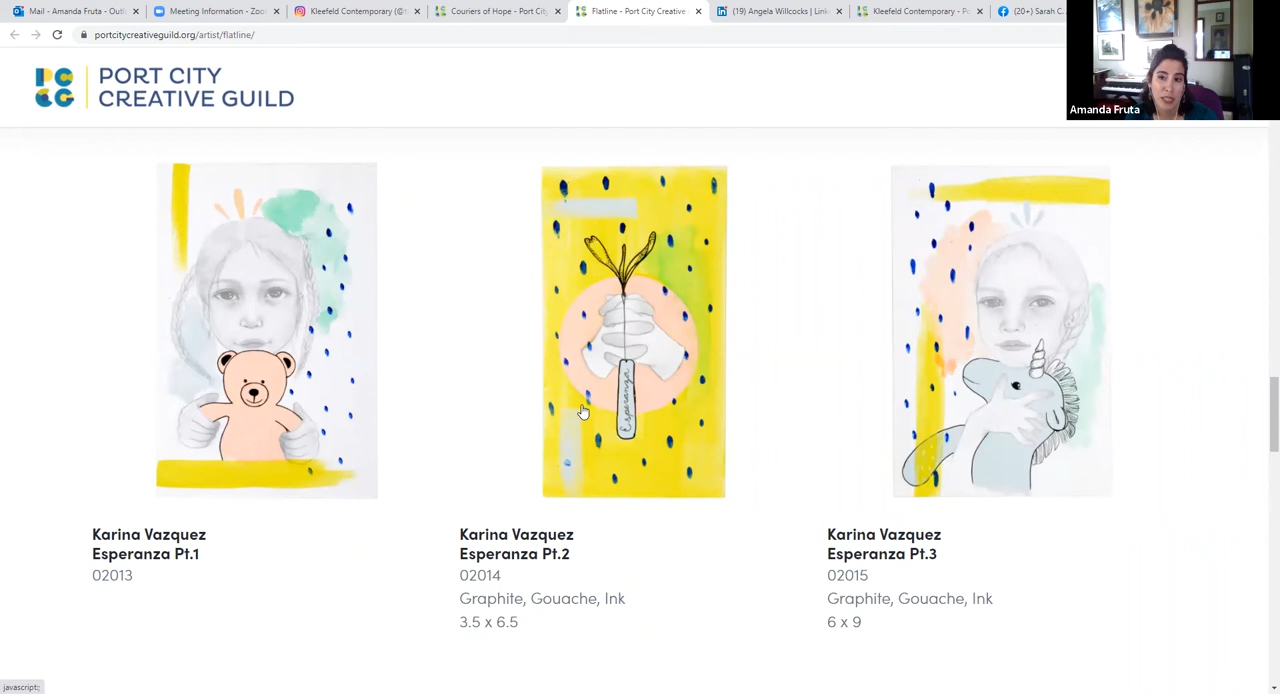 Mail - Amanda Fruta - Outl
Meeting Information - Zoo
Kleefeld Contemporary (@
Couriers of Hope - Port Cit
Flatline - Port City Creative
(19) Angela Willcocks | Link
Kleefeld Contemporary - Po
(20+) Sarah C.
portcitycreativeguild.org/artist/flatline/
PORT CITY
CREATIVE GUILD
Amanda Fruta
Esperanza
Karina Vazquez
Esperanza Pt.1
02013
Karina Vazquez
Esperanza Pt.2
02014
Graphite, Gouache, Ink
3.5 x 6.5
Karina Vazquez
Esperanza Pt.3
02015
Graphite, Gouache, Ink
6 x 9
javascript:;